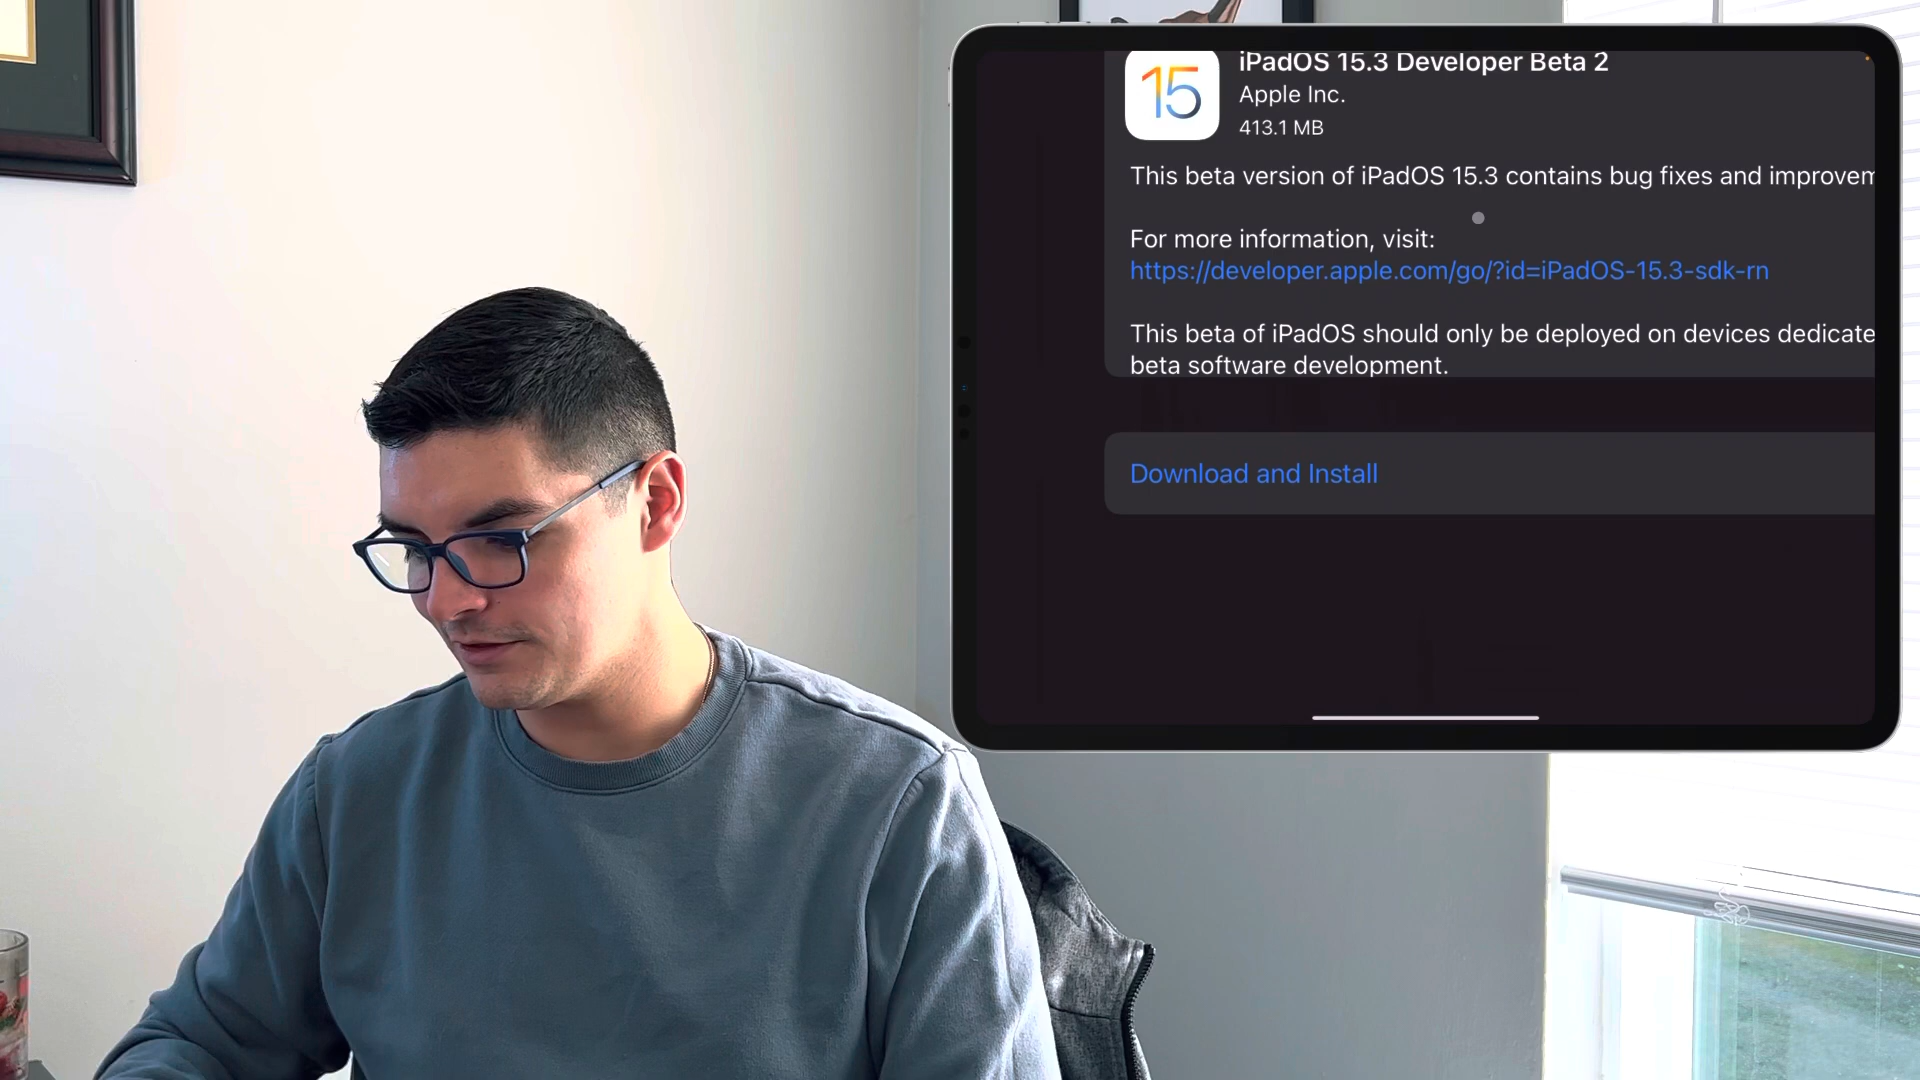 iPadOS 15.3 Developer Beta 2
15
Apple Inc.
413.1 MB
This beta version of iPadOS 15.3 contains bug fixes and improvem
For more information, visit:
https://developer.apple.com/go/?id=iPadOS-15.3-sdk-rn
This beta of iPadOS should only be deployed on devices dedicate
beta software development.
Download and Install